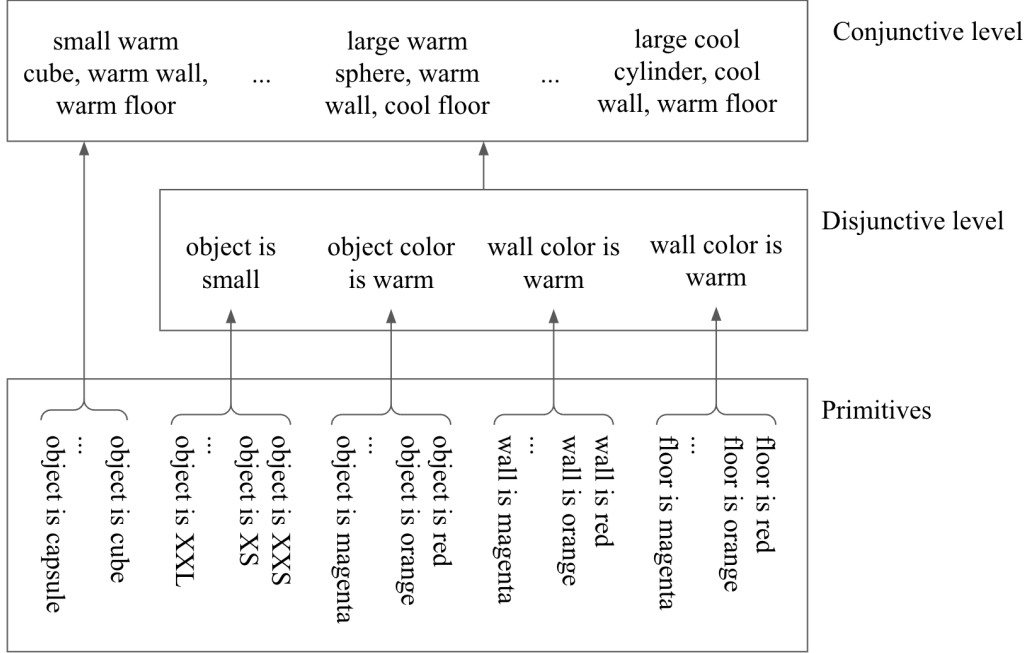 small warm
cube, warm wall,
warm floor
...
large warm
sphere, warm
wall, cool floor
...
large cool
cylinder, cool
wall, warm floor
Conjunctive level
object is
small
object color
is warm
wall color is
warm
wall color is
warm
Disjunctive level
Primitives
object is capsule
...
object is cube
object is XXL
...
object is XS
object is XXS
object is magenta
...
object is orange
object is red
wall is magenta
...
wall is orange
wall is red
floor is magenta
...
floor is orange
floor is red